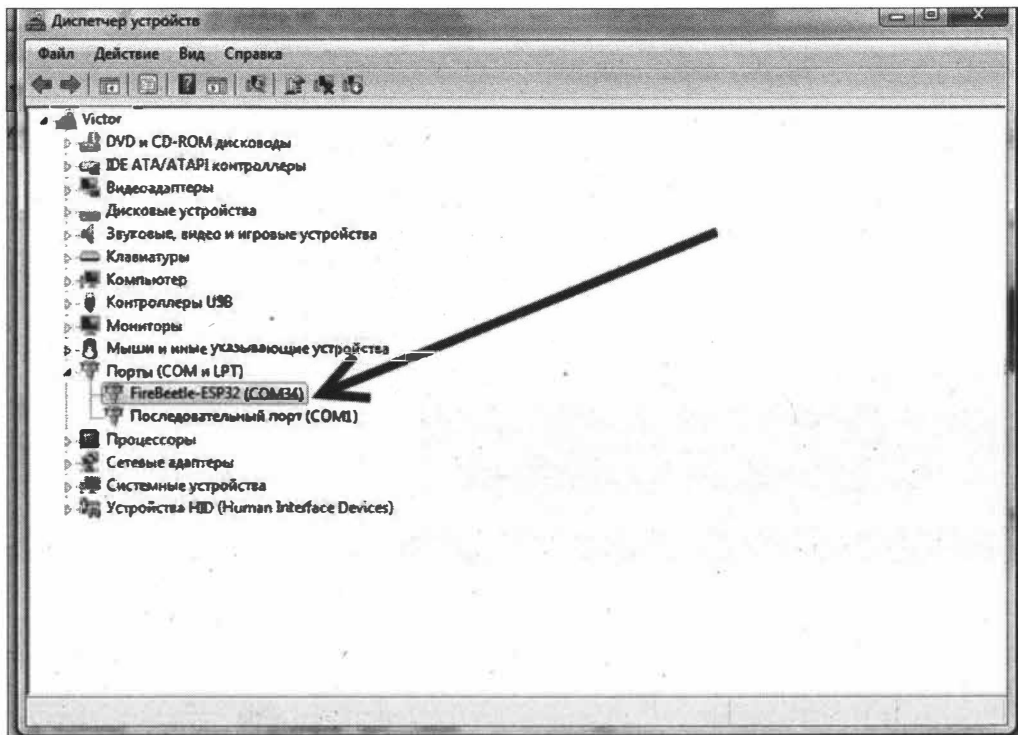 Диспетчер устройств
Файл Действие Вид Справка
Victor
DVD и CD-ROM дисководы
IDE ATA/ATAPI контроллеры
Видеоадаптеры
Дисковые устройства
Звуковые, видео и игровые устройства
Клавиатуры
Компьютер
Контроллеры USB
Мониторы
Мыши и иные указывающие устройства
Порты (COM и LPT)
FireBeetle-ESP32 (COM34)
Последовательный порт (COM1)
Процессоры
Сетевые адаптеры
Системные устройства
Устройства HID (Human Interface Devices)